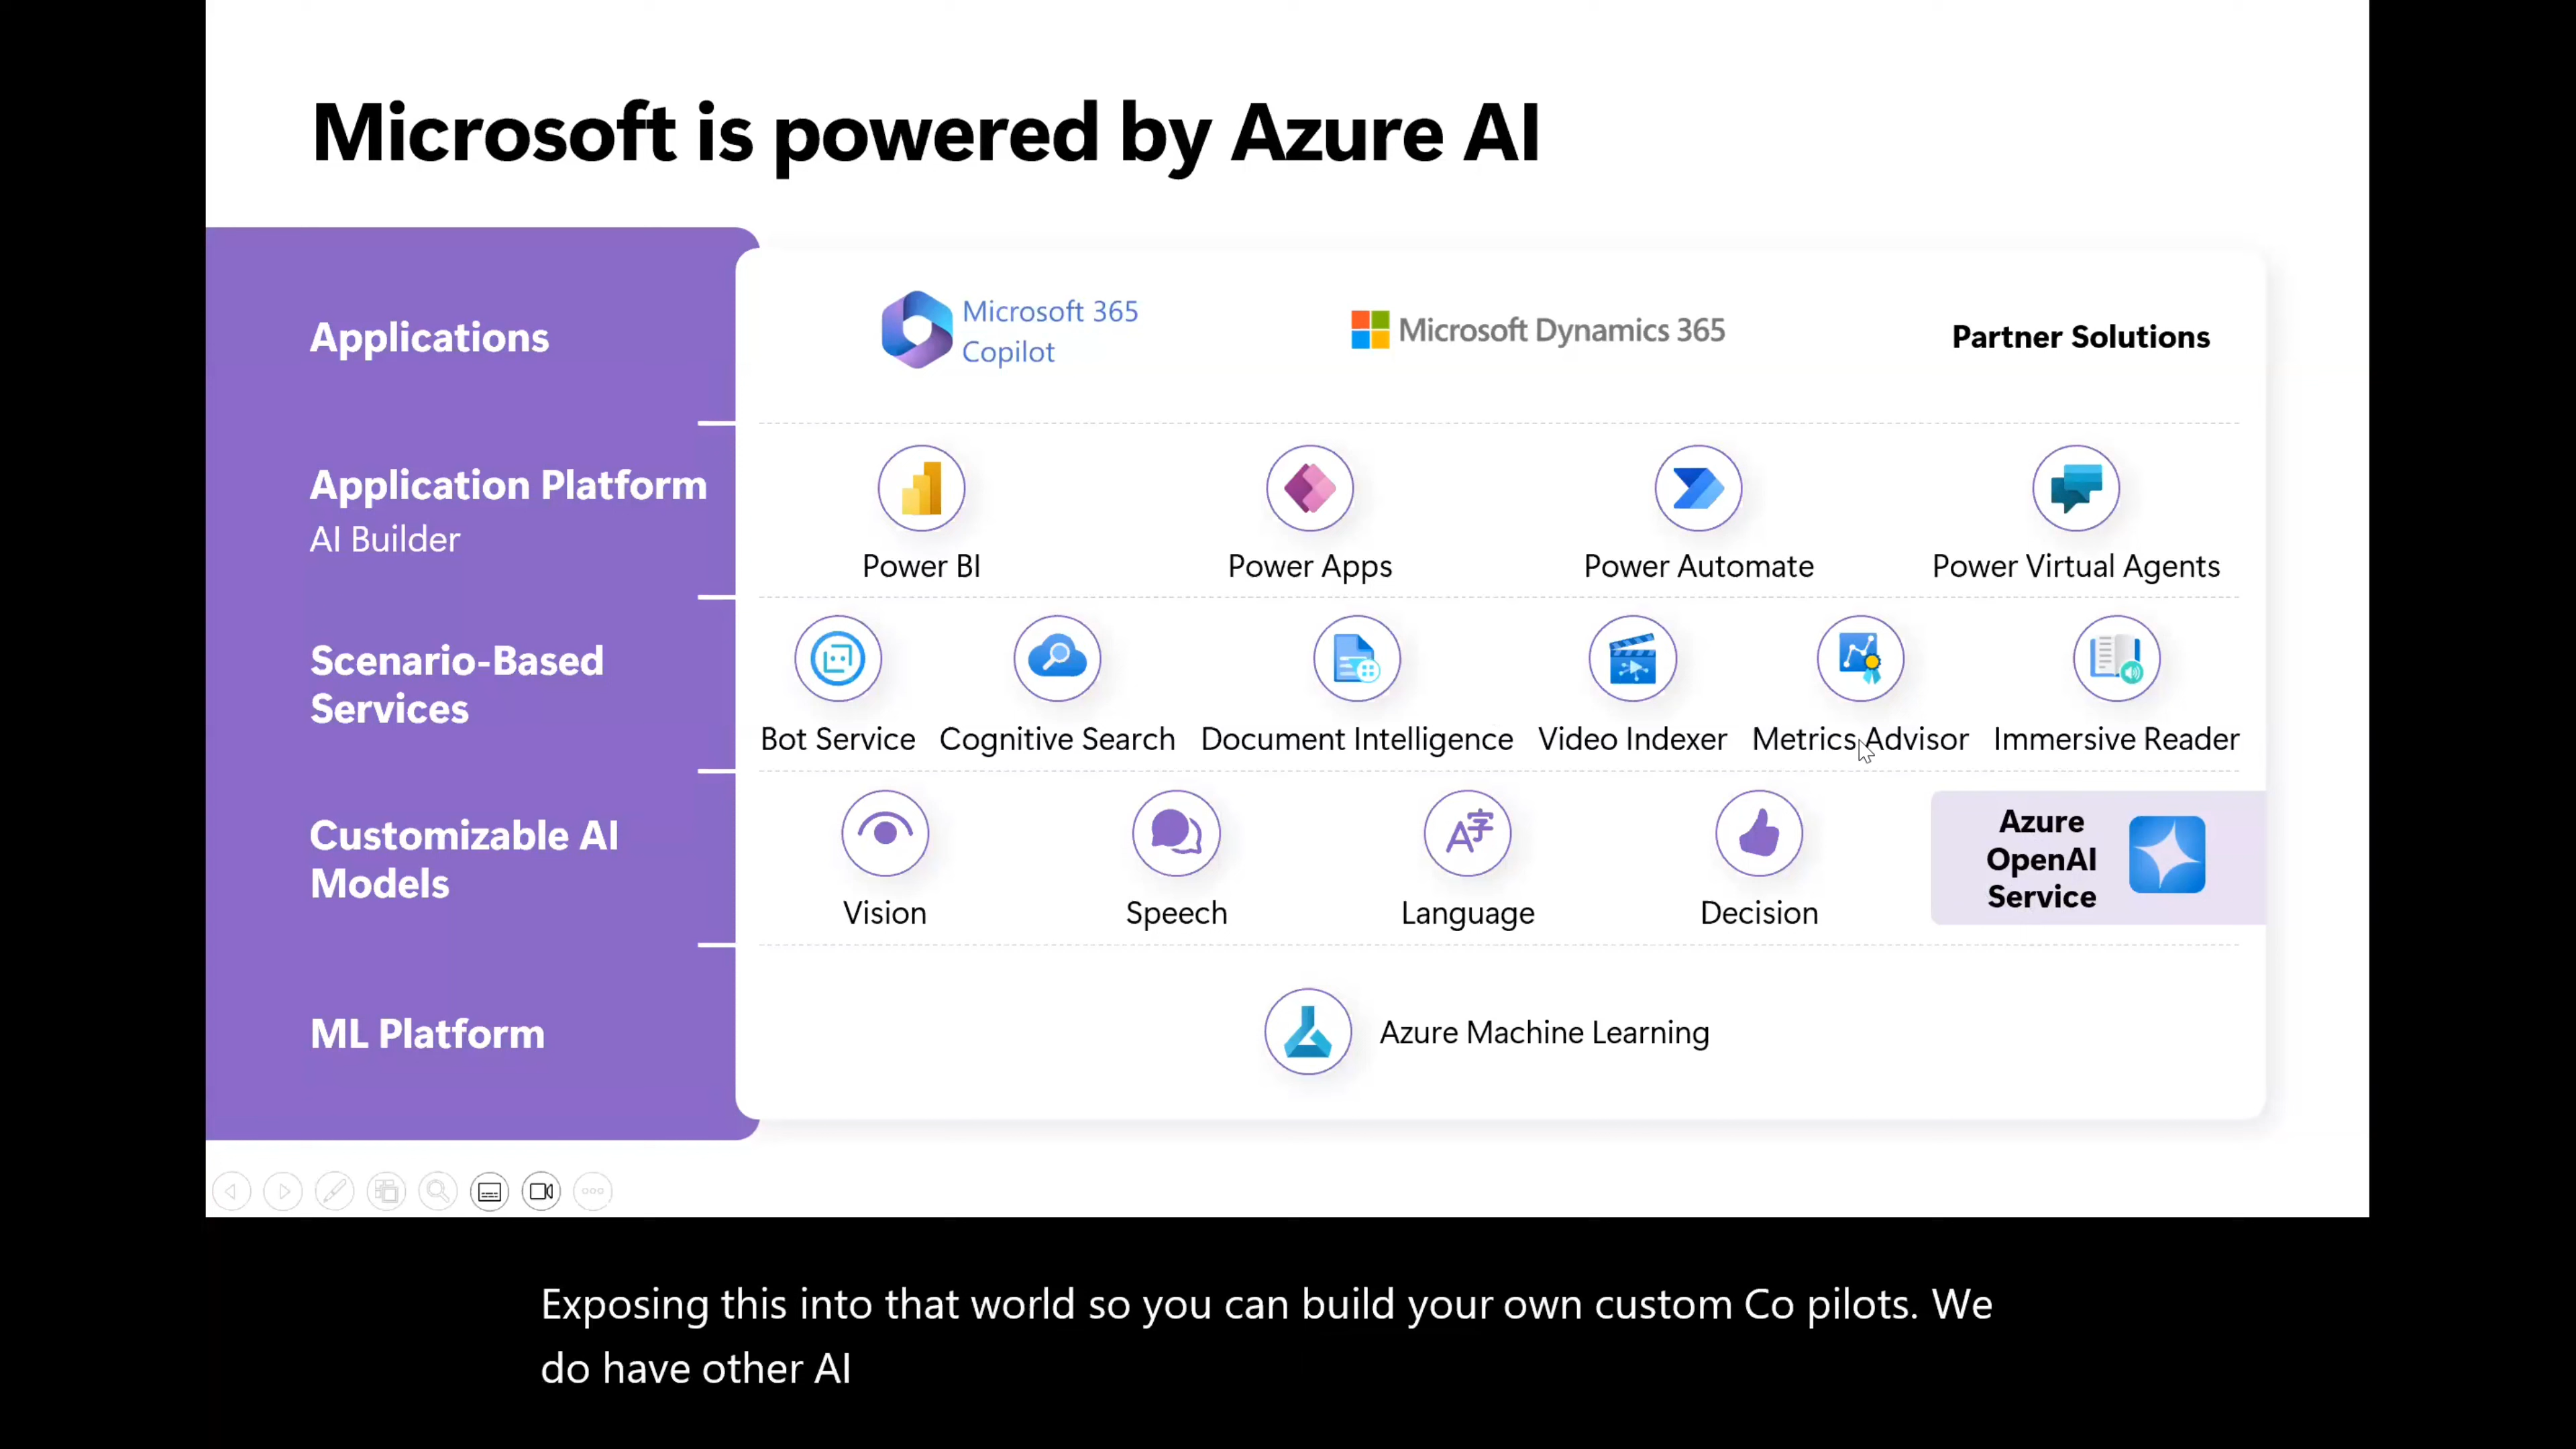 Microsoft is powered by Azure AI
Applications
Microsoft 365
Copilot
Microsoft Dynamics 365
Partner Solutions
Application Platform
AI Builder
Power BI
Power Apps
Power Automate
Power Virtual Agents
Scenario-Based
Services
Bot Service
Cognitive Search
Document Intelligence
Video Indexer
Metrics Advisor
Immersive Reader
Customizable AI
Models
Vision
Speech
Language
Decision
Azure
OpenAI
Service
ML Platform
Azure Machine Learning
Exposing this into that world so you can build your own custom Co pilots. We
do have other AI